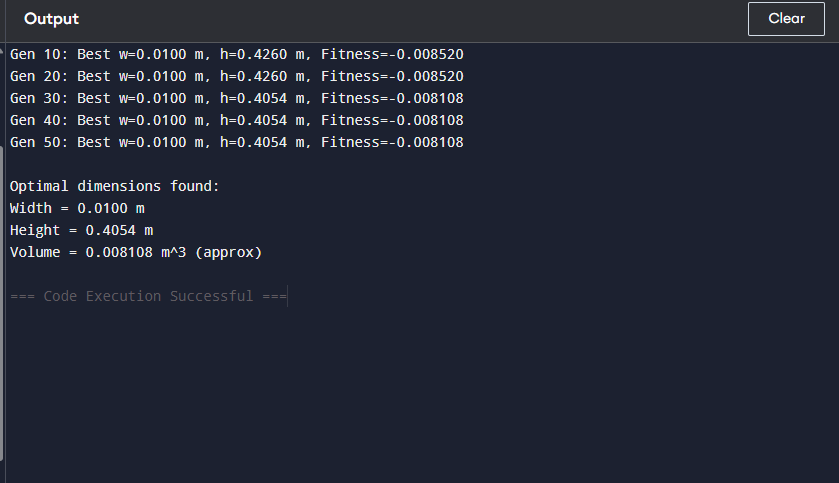 Output
Clear
Gen 10: Best w=0.0100 m, h=0.4260 m, Fitness=-0.008520
Gen 20: Best w=0.0100 m, h=0.4260 m, Fitness=-0.008520
Gen 30: Best w=0.0100 m, h=0.4054 m, Fitness=-0.008108
Gen 40: Best w=0.0100 m, h=0.4054 m, Fitness=-0.008108
Gen 50: Best w=0.0100 m, h=0.4054 m, Fitness=-0.008108
Optimal dimensions found:
Width = 0.0100 m
Height = 0.4054 m
Volume = 0.008108 m^3 (approx)
=== Code Execution Successful ===